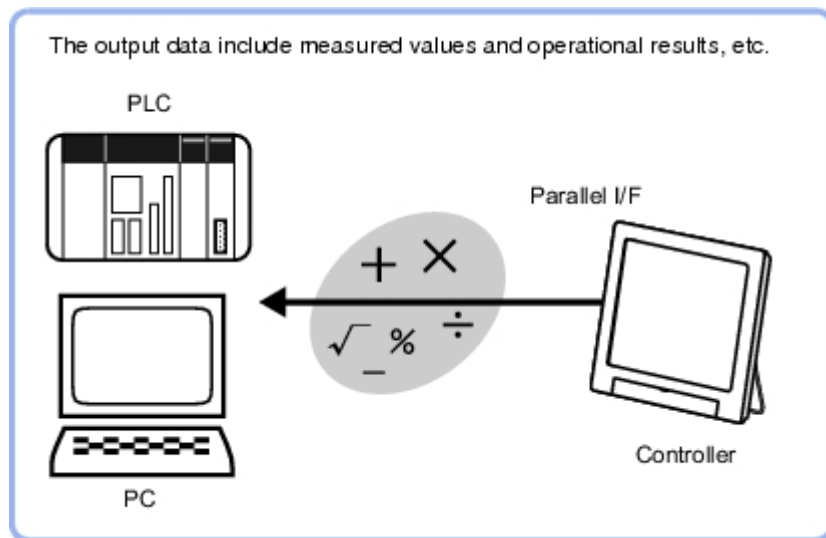 The output data include measured values and operational results, etc.
PLC
Parallel I/F
+ ×
√ % ÷
−
Controller
PC